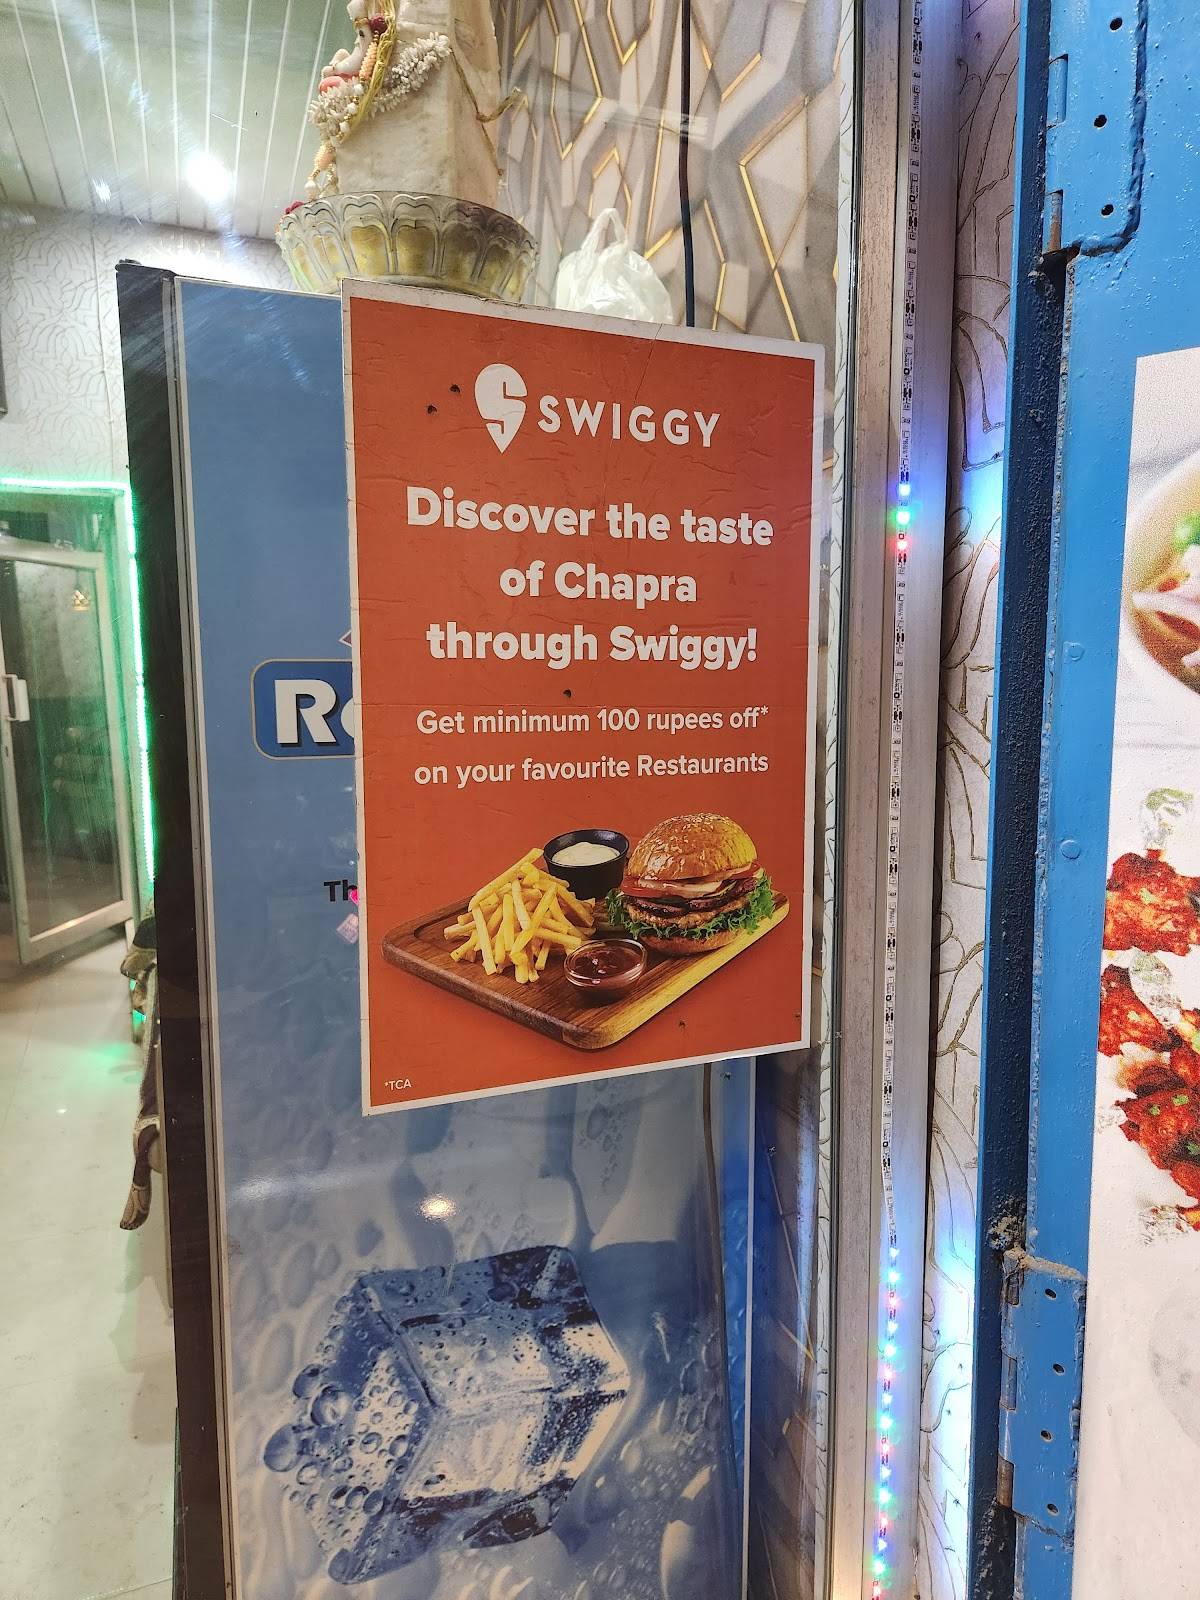 SWIGGY
Discover the taste
of Chapra
through Swiggy!
Get minimum 100 rupees off*
on your favourite Restaurants
*TCA